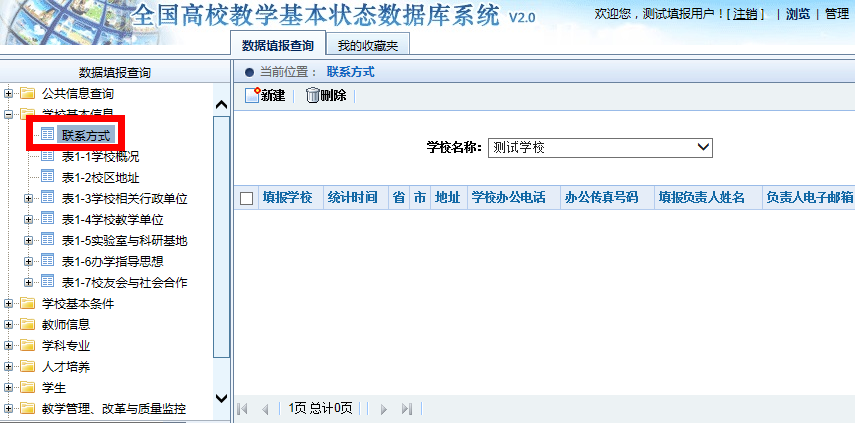 全国高校教学基本状态数据库系统 V2.0
欢迎您，测试填报用户！[ 注销 ] | 浏览 | 管理
数据填报查询 我的收藏夹
数据填报查询
当前位置： 联系方式
公共信息查询
新建 删除
学校基本信息
联系方式
学校名称： 测试学校
表1-1学校概况
表1-2校区地址
表1-3学校相关行政单位
填报学校 统计时间 省 市 地址 学校办公电话 办公传真号码 填报负责人姓名 负责人电子邮箱
表1-4学校教学单位
表1-5实验室与科研基地
表1-6办学指导思想
表1-7校友会与社会合作
学校基本条件
教师信息
学科专业
人才培养
学生
教学管理、改革与质量监控
1页 总计0页